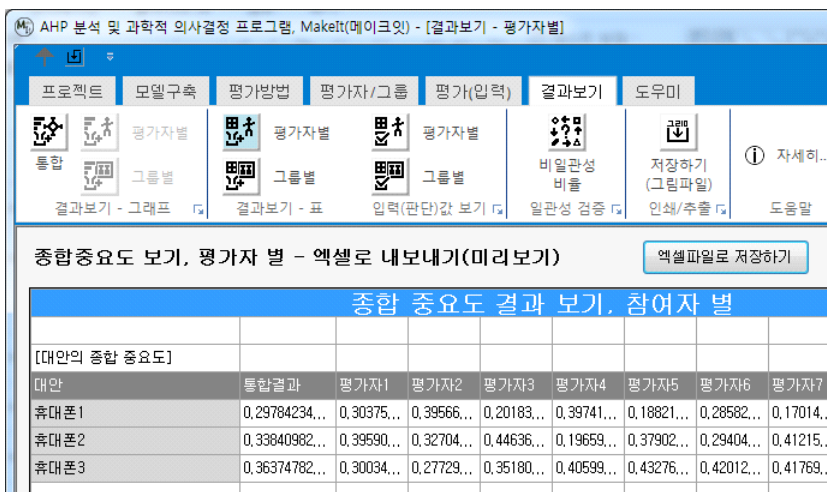 AHP 분석 및 과학적 의사결정 프로그램, MakeIt(메이크잇) - [결과보기 - 평가자별]
프로젝트 모델구축 평가방법 평가자/그룹 평가(입력) 결과보기 도우미
통합 평가자별 그룹별
결과보기 - 그래프
평가자별 그룹별
결과보기 - 표
평가자별 그룹별
입력(판단)값 보기
비일관성
비율
일관성 검증
그림
저장하기
(그림파일)
인쇄/추출
자세히..
도움말
종합중요도 보기, 평가자 별 - 엑셀로 내보내기(미리보기) 엑셀파일로 저장하기
종합 중요도 결과 보기, 참여자 별
[대안의 종합 중요도]
대안 통합결과 평가자1 평가자2 평가자3 평가자4 평가자5 평가자6 평가자7
휴대폰1 0,29784234,,, 0,30375,,, 0,39566,,, 0,20183,,, 0,39741,,, 0,18821,,, 0,28582,,, 0,17014,
휴대폰2 0,33840982,,, 0,39590,,, 0,32704,,, 0,44636,,, 0,19659,,, 0,37902,,, 0,29404,,, 0,41215,
휴대폰3 0,36374782,,, 0,30034,,, 0,27729,,, 0,35180,,, 0,40599,,, 0,43276,,, 0,42012,,, 0,41769,